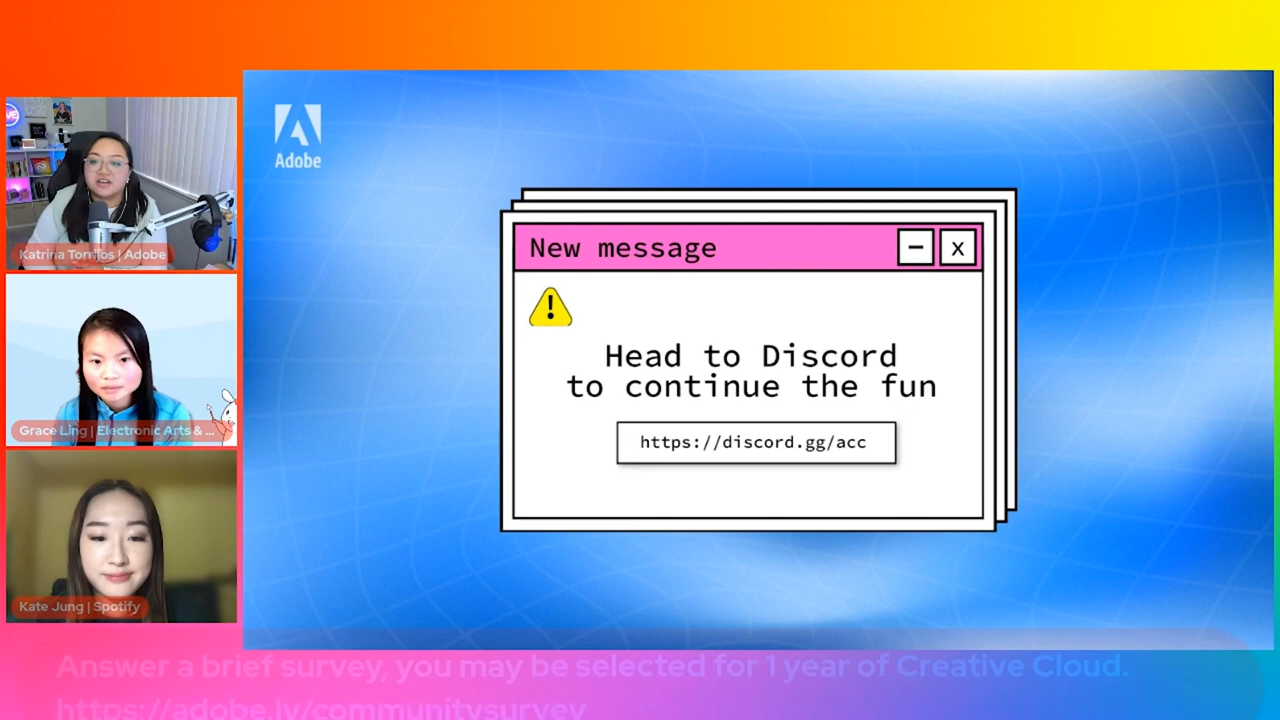 Katrina Torrijos | Adobe
Grace Ling | Electronic Arts & ...
Kate Jung | Spotify
Adobe
New message
Head to Discord
to continue the fun
https://discord.gg/acc
Answer a brief survey, you may be selected for 1 year of Creative Cloud.
https://adobe.ly/communitysurvey